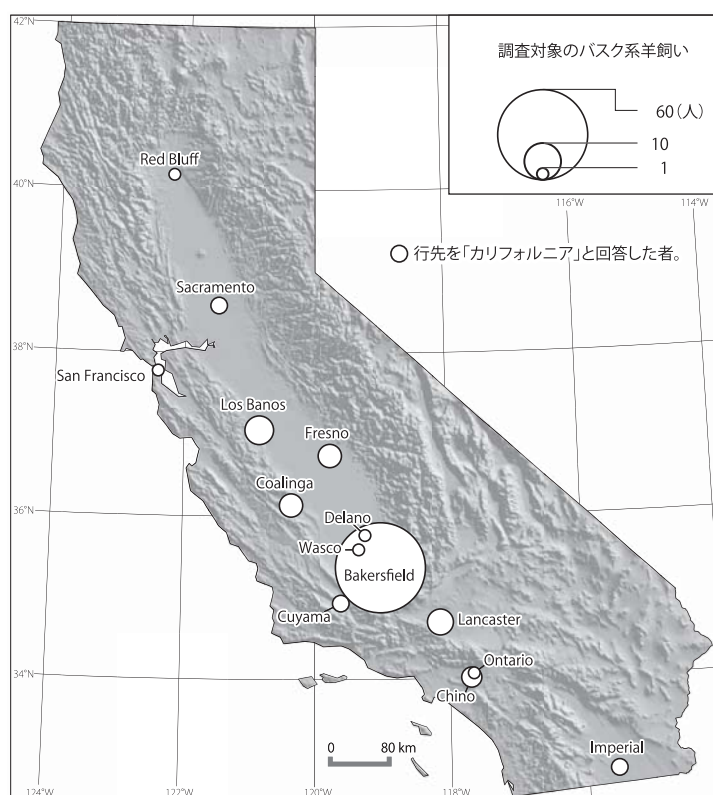 42°N
調査対象のバスク系羊飼い
60（人）
10
1
Red Bluff
40°N
116°W
114°W
行先を「カリフォルニア」と回答した者。
Sacramento
38°N
San Francisco
Los Banos
Fresno
Coalinga
36°N
Delano
Wasco
Bakersfield
Cuyama
Lancaster
Ontario
34°N
Chino
0 80 km
Imperial
124°W
122°W
120°W
118°W